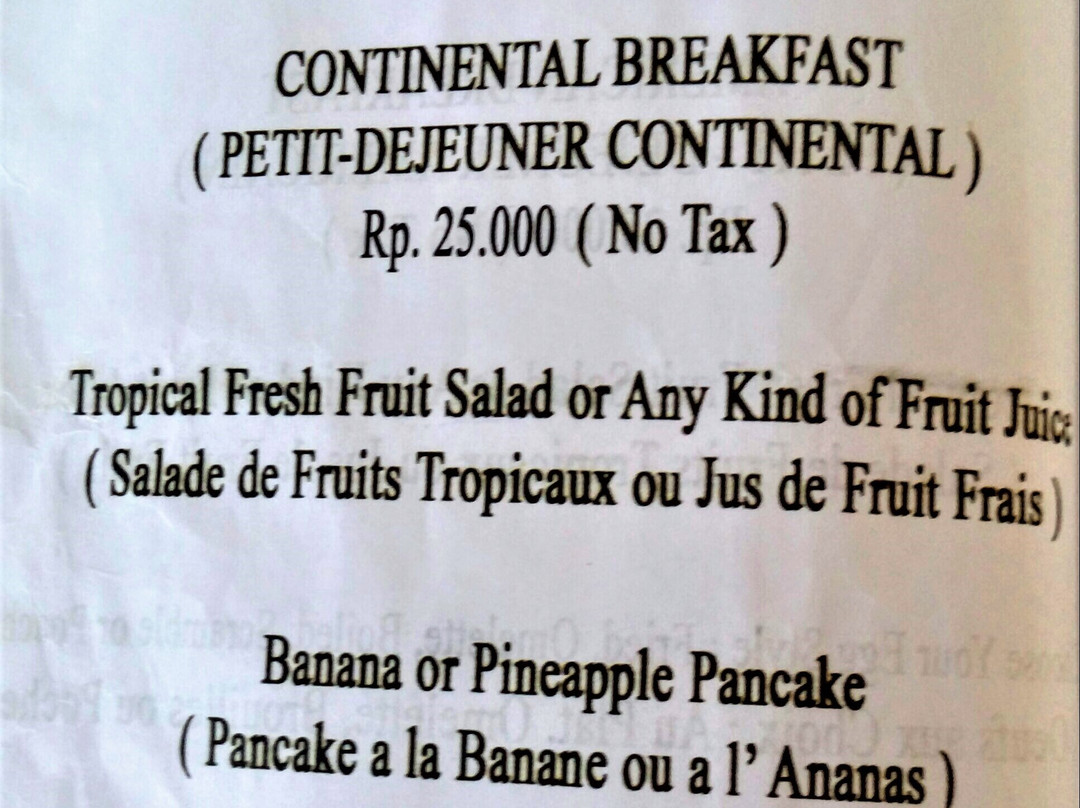 CONTINENTAL BREAKFAST
( PETIT-DEJEUNER CONTINENTAL )
Rp. 25.000 ( No Tax )
Tropical Fresh Fruit Salad or Any Kind of Fruit Juice
( Salade de Fruits Tropicaux ou Jus de Fruit Frais )
Banana or Pineapple Pancake
( Pancake a la Banane ou a l' Ananas )